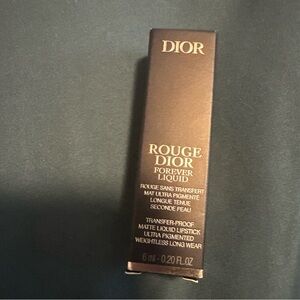 DIOR
ROUGE
DIOR
FOREVER
LIQUID
ROUGE SANS TRANSFERT
MAT ULTRA PIGMENTÉ
LONGUE TENUE
SECONDE PEAU
TRANSFER-PROOF
MATTE LIQUID LIPSTICK
ULTRA PIGMENTED
WEIGHTLESS LONG WEAR
6 ml - 0.20 FL. OZ